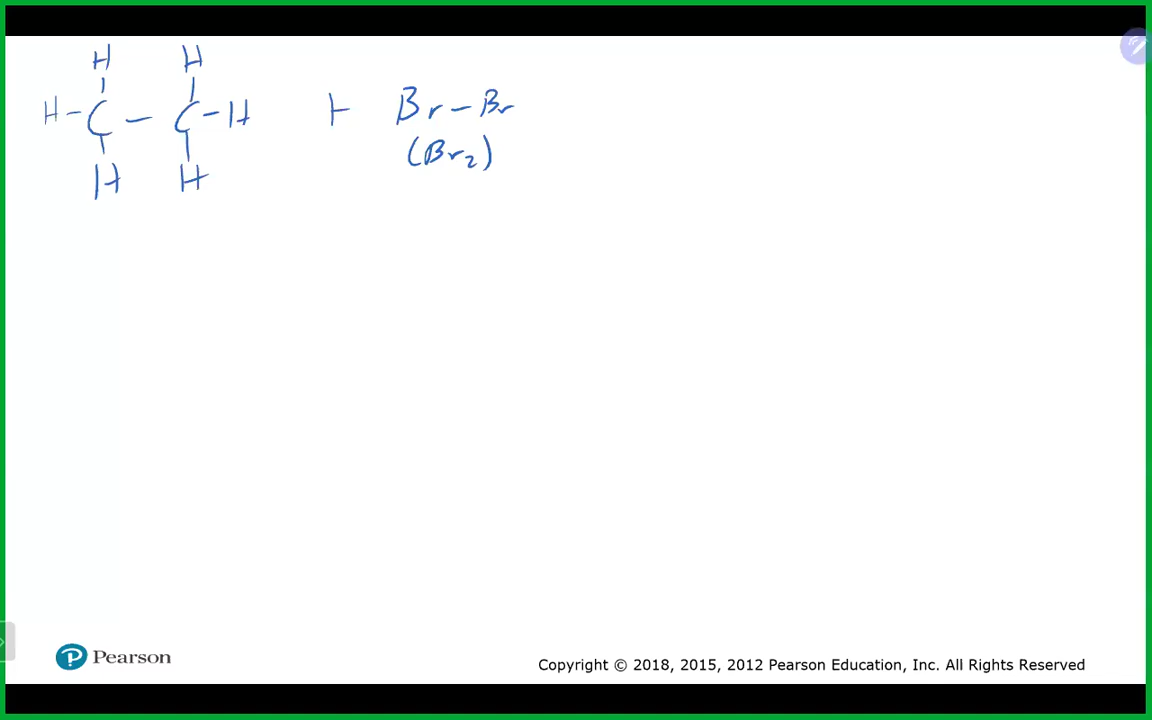 H H
H-C-C-H + Br-Br
(Br₂)
H H
Pearson
Copyright © 2018, 2015, 2012 Pearson Education, Inc. All Rights Reserved